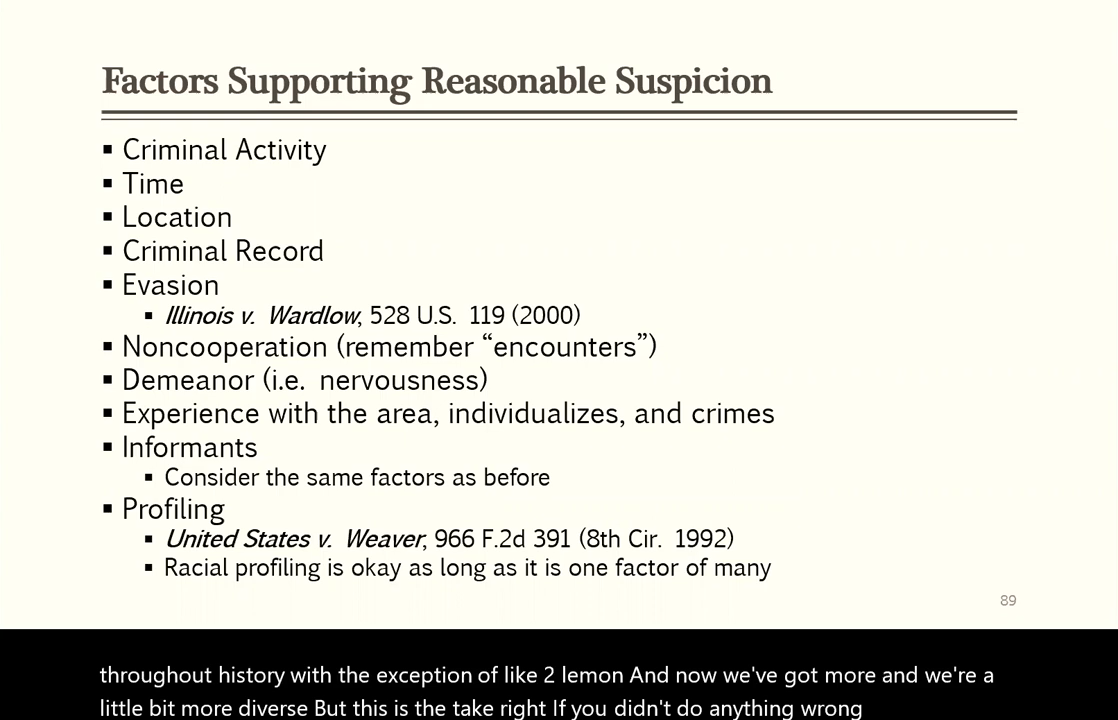 Factors Supporting Reasonable Suspicion
▪ Criminal Activity
▪ Time
▪ Location
▪ Criminal Record
▪ Evasion
▪ Illinois v. Wardlow, 528 U.S. 119 (2000)
▪ Noncooperation (remember “encounters”)
▪ Demeanor (i.e. nervousness)
▪ Experience with the area, individualizes, and crimes
▪ Informants
▪ Consider the same factors as before
▪ Profiling
▪ United States v. Weaver, 966 F.2d 391 (8th Cir. 1992)
▪ Racial profiling is okay as long as it is one factor of many
89
throughout history with the exception of like 2 lemon And now we've got more and we're a
little bit more diverse But this is the take right If you didn't do anything wrong